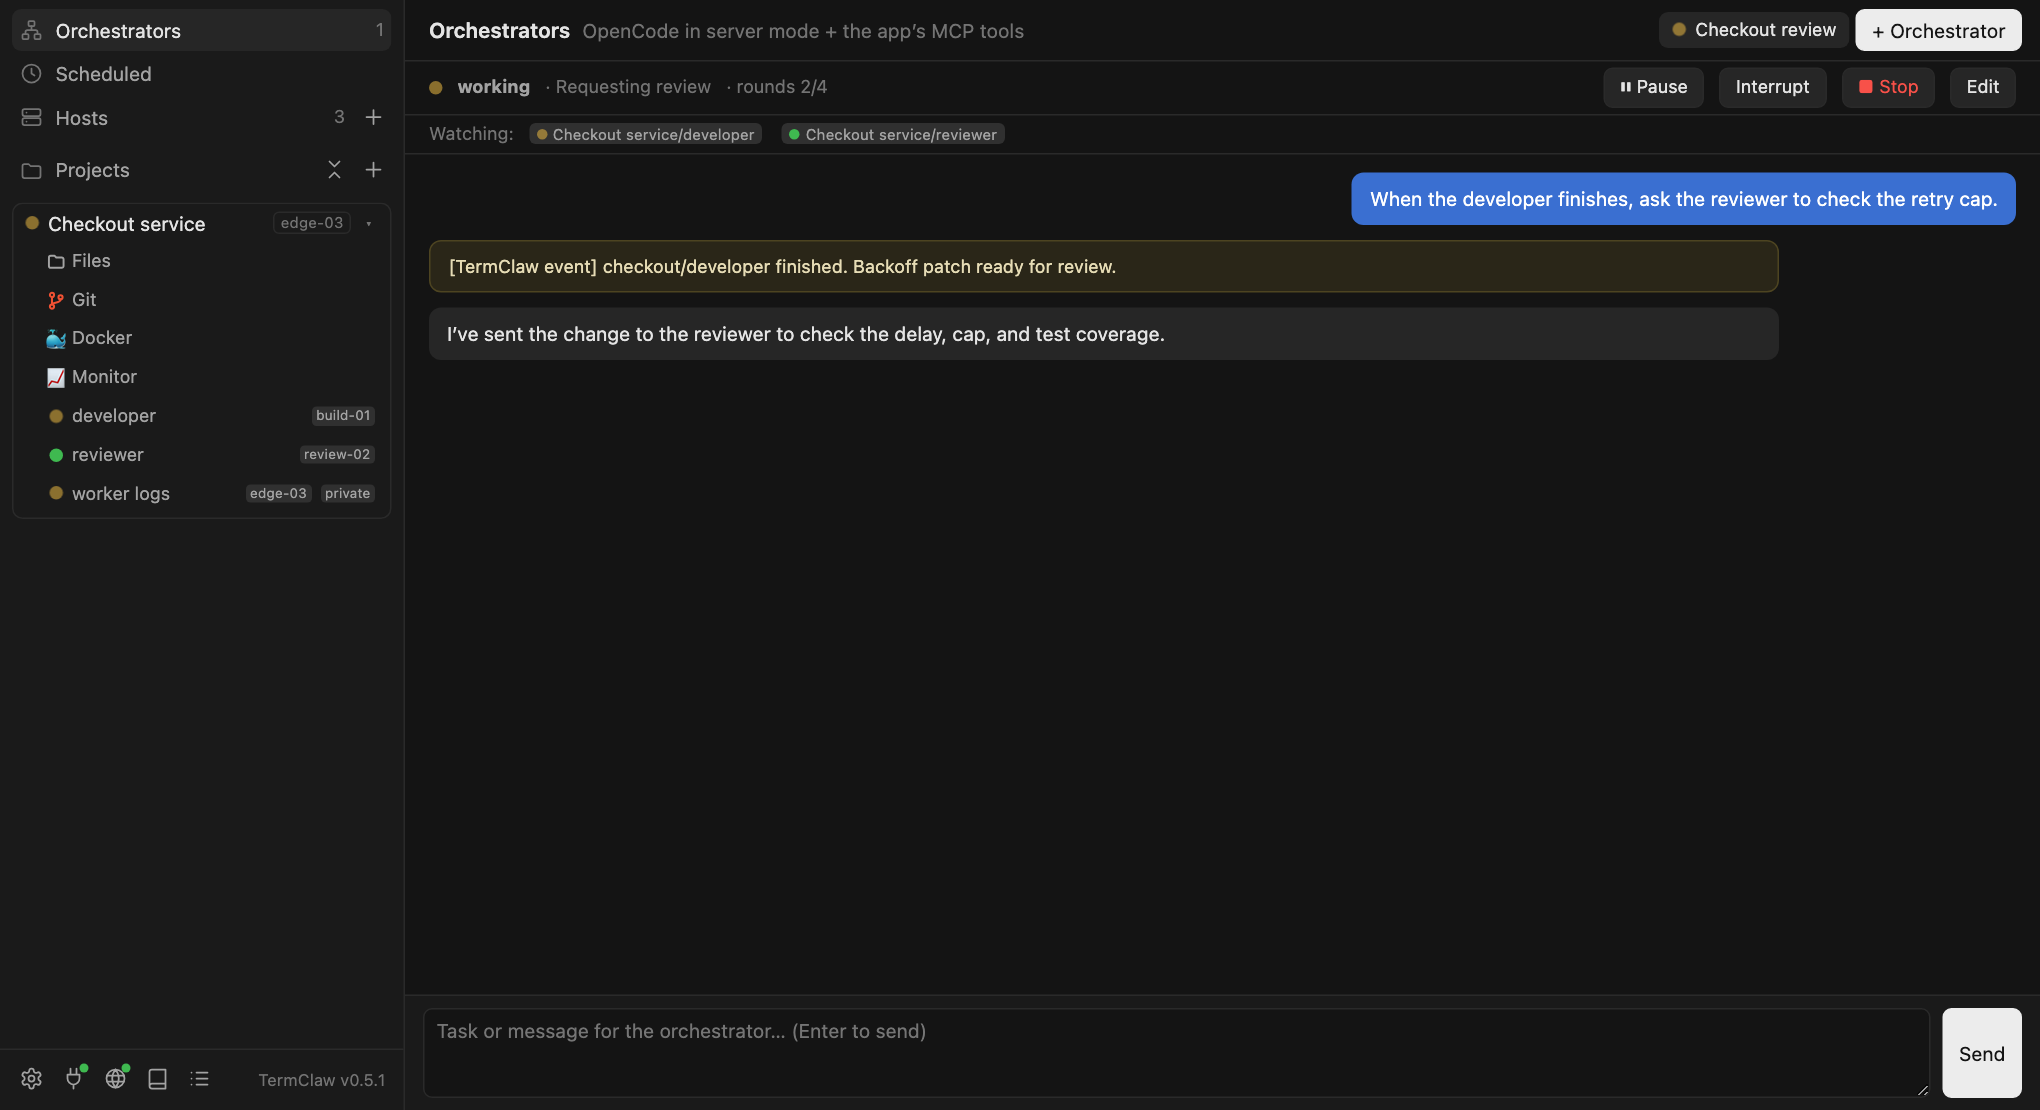 Orchestrators 1
Scheduled
Hosts 3 +
Projects +
Checkout service edge-03
Files
Git
Docker
Monitor
developer build-01
reviewer review-02
worker logs edge-03 private
TermClaw v0.5.1
Orchestrators OpenCode in server mode + the app’s MCP tools
Checkout review + Orchestrator
working · Requesting review · rounds 2/4
Pause Interrupt Stop Edit
Watching: Checkout service/developer Checkout service/reviewer
When the developer finishes, ask the reviewer to check the retry cap.
[TermClaw event] checkout/developer finished. Backoff patch ready for review.
I’ve sent the change to the reviewer to check the delay, cap, and test coverage.
Task or message for the orchestrator... (Enter to send)
Send